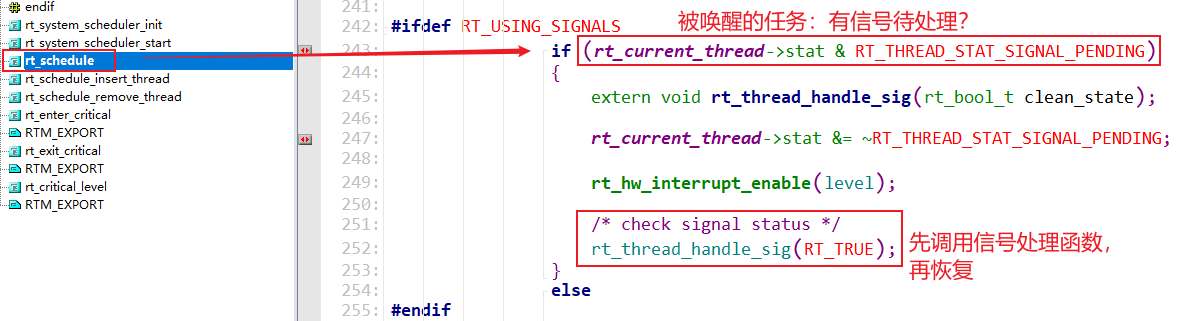 endif
rt_system_scheduler_init
rt_system_scheduler_start
rt_schedule
rt_schedule_insert_thread
rt_schedule_remove_thread
rt_enter_critical
RTM_EXPORT
rt_exit_critical
RTM_EXPORT
rt_critical_level
RTM_EXPORT
241:
242: #ifdef RT_USING_SIGNALS
被唤醒的任务：有信号待处理？
243: if (rt_current_thread->stat & RT_THREAD_STAT_SIGNAL_PENDING)
244: {
245: extern void rt_thread_handle_sig(rt_bool_t clean_state);
246:
247: rt_current_thread->stat &= ~RT_THREAD_STAT_SIGNAL_PENDING;
248:
249: rt_hw_interrupt_enable(level);
250:
251: /* check signal status */
252: rt_thread_handle_sig(RT_TRUE);
先调用信号处理函数，
再恢复
253: }
254: else
255: #endif